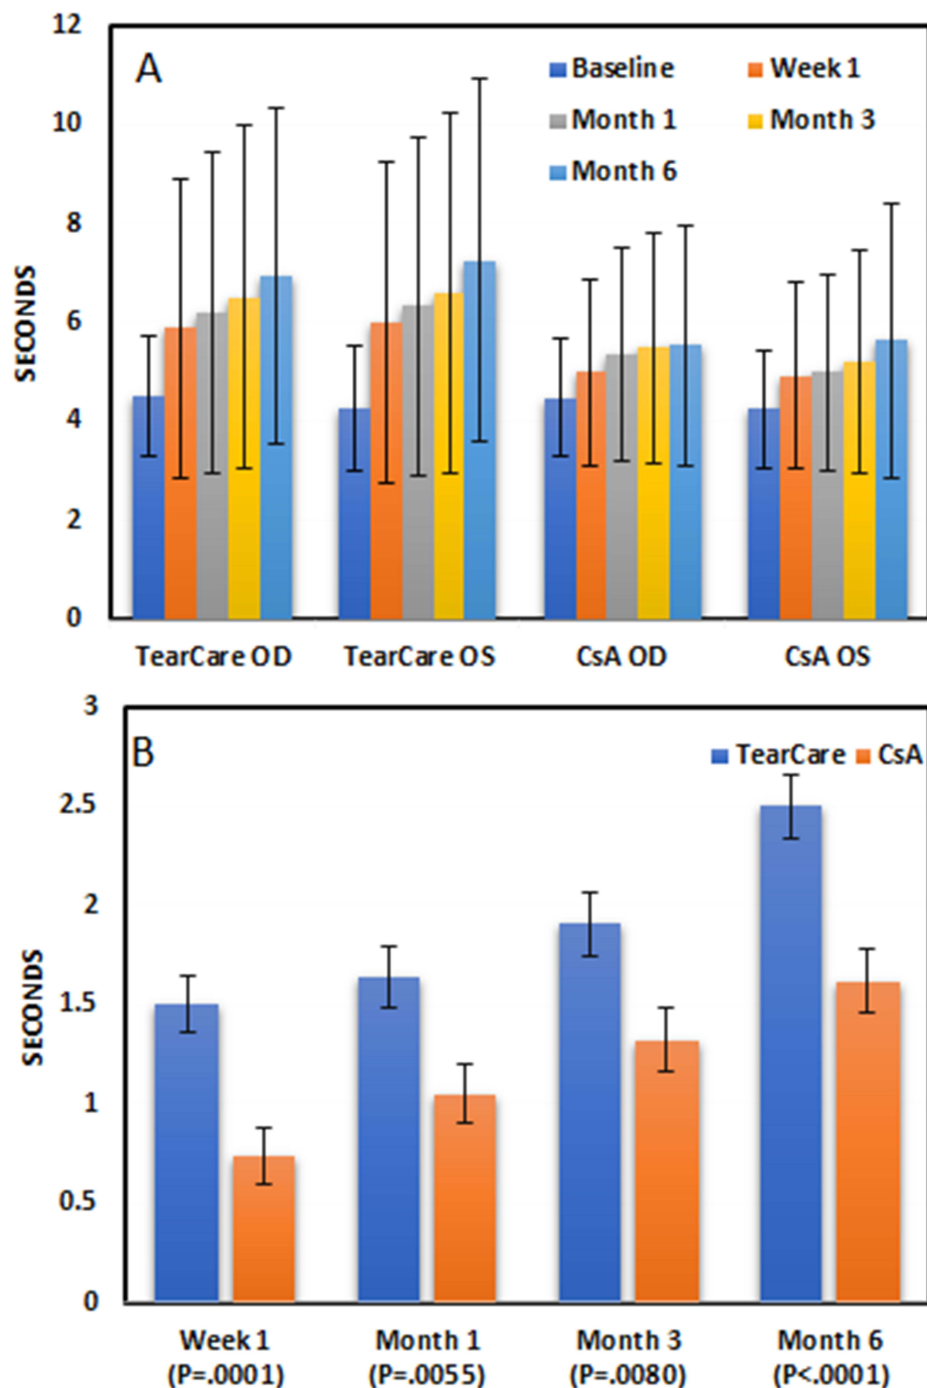 12
A
Baseline
Week 1
10
Month 1
Month 3
Month 6
8
6
SECONDS
4
2
0
TearCare OD
TearCare OS
CsA OD
CsA OS
3
B
TearCare
CsA
2.5
2
SECONDS
1.5
1
0.5
0
Week 1
Month 1
Month 3
Month 6
(P=.0001)
(P=.0055)
(P=.0080)
(P<.0001)